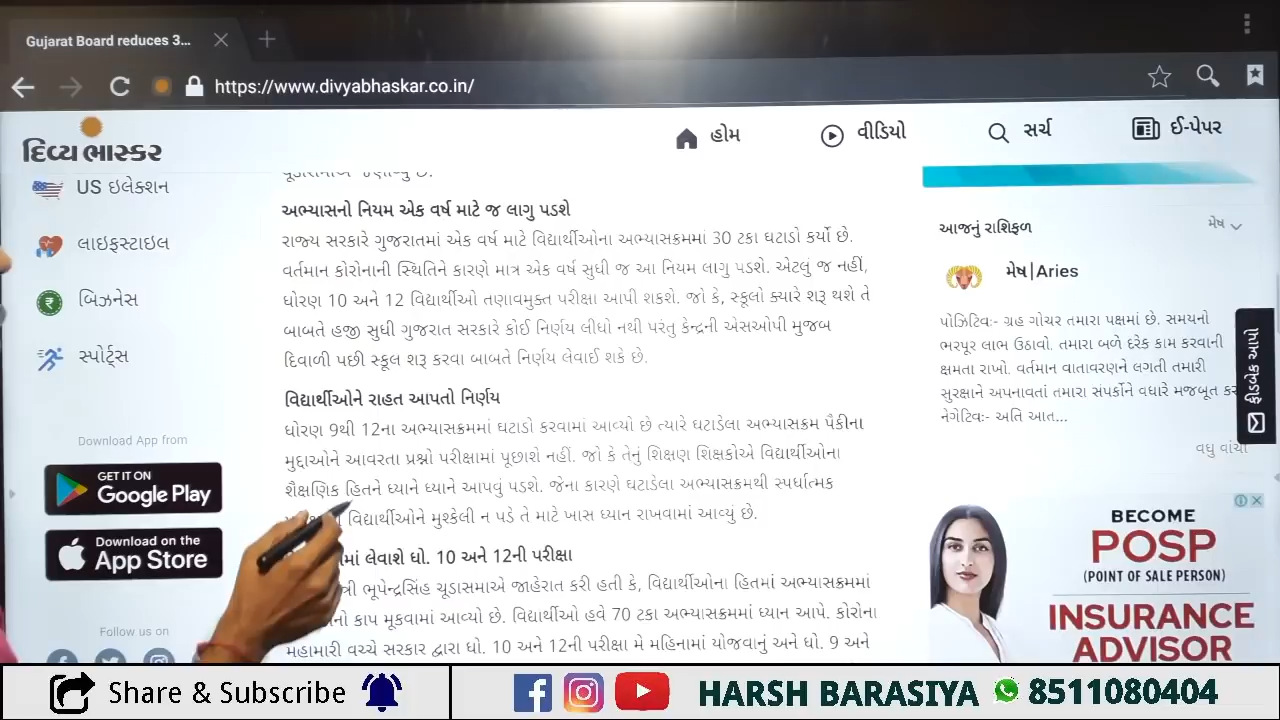 Gujarat Board reduces 3...
https://www.divyabhaskar.co.in/
દિવ્ય ભાસ્કર
હોમ
વીડિયો
સર્ચ
ઈ-પેપર
US ઇલેક્શન
લાઇફસ્ટાઇલ
બિઝનેસ
સ્પોર્ટ્સ
Download App from
GET IT ON
Google Play
Download on the
App Store
Follow us on
અભ્યાસનો નિયમ એક વર્ષ માટે જ લાગુ પડશે
રાજ્ય સરકારે ગુજરાતમાં એક વર્ષ માટે વિદ્યાર્થીઓના અભ્યાસક્રમમાં 30 ટકા ઘટાડો કર્યો છે.
વર્તમાન કોરોનાની સ્થિતિને કારણે માત્ર એક વર્ષ સુધી જ આ નિયમ લાગુ પડશે. એટલું જ નહીં,
ધોરણ 10 અને 12 વિદ્યાર્થીઓ તણાવમુક્ત પરીક્ષા આપી શકશે. જો કે, સ્કૂલો ક્યારે શરૂ થશે તે
બાબતે હજી સુધી ગુજરાત સરકારે કોઈ નિર્ણય લીધો નથી પરંતુ કેન્દ્રની એસઓપી મુજબ
દિવાળી પછી સ્કૂલ શરૂ કરવા બાબતે નિર્ણય લેવાઈ શકે છે.
વિદ્યાર્થીઓને રાહત આપતો નિર્ણય
ધોરણ 9થી 12ના અભ્યાસક્રમમાં ઘટાડો કરવામાં આવ્યો છે ત્યારે ઘટાડેલા અભ્યાસક્રમ પૈકીના
મુદ્દાઓને આવરતા પ્રશ્નો પરીક્ષામાં પૂછાશે નહીં. જો કે તેનું શિક્ષણ શિક્ષકોએ વિદ્યાર્થીઓના
શૈક્ષણિક હિતને ધ્યાને ધ્યાને આપવું પડશે. જેના કારણે ઘટાડેલા અભ્યાસક્રમથી સ્પર્ધાત્મક
વિદ્યાર્થીઓને મુશ્કેલી ન પડે તે માટે ખાસ ધ્યાન રાખવામાં આવ્યું છે.
માં લેવાશે ધો. 10 અને 12ની પરીક્ષા
ત્રી ભૂપેન્દ્રસિંહ ચૂડાસમાએ જાહેરાત કરી હતી કે, વિદ્યાર્થીઓના હિતમાં અભ્યાસક્રમમાં
નો કાપ મૂકવામાં આવ્યો છે. વિદ્યાર્થીઓ હવે 70 ટકા અભ્યાસક્રમમાં ધ્યાન આપે. કોરોના
મહામારી વચ્ચે સરકાર દ્વારા ધો. 10 અને 12ની પરીક્ષા મે મહિનામાં યોજવાનું અને ધો. 9 અને
આજનું રાશિફળ
મેષ
મેષ|Aries
પોઝિટિવઃ- ગ્રહ ગોચર તમારા પક્ષમાં છે. સમયનો
ભરપૂર લાભ ઉઠાવો. તમારા બળે દરેક કામ કરવાની
ક્ષમતા રાખો. વર્તમાન વાતાવરણને લગતી તમારી
સુરક્ષાને અપનાવતાં તમારા સંપર્કોને વધારે મજબૂત કર
નેગેટિવઃ- અતિ આત...
વધુ વાંચો
ફીડબેક આપો
BECOME
POSP
(POINT OF SALE PERSON)
INSURANCE
ADVISOR
Share & Subscribe
HARSH BARASIYA 8511080404